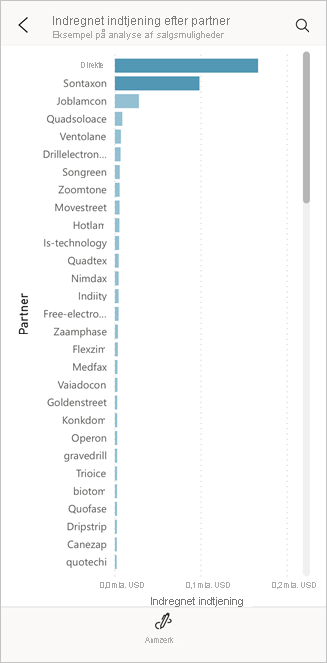 Indregnet indtjening efter partner
Eksempel på analyse af salgsmuligheder
Direkte
Sontaxon
Joblamcon
Quadsoloace
Ventolane
Drillelectron...
Songreen
Zoomtone
Movestreet
Hotlam
Is-technology
Quadtex
Nimdax
Indiity
Free-electro...
Zaamphase
Flexzim
Medfax
Vaiadocon
Goldenstreet
Konkdom
Operon
gravedrill
Trioice
biotom
Quofase
Dripstrip
Canezap
quotechi
Partner
0,0 mia. USD 0,1 mia. USD 0,2 mia. USD
Indregnet indtjening